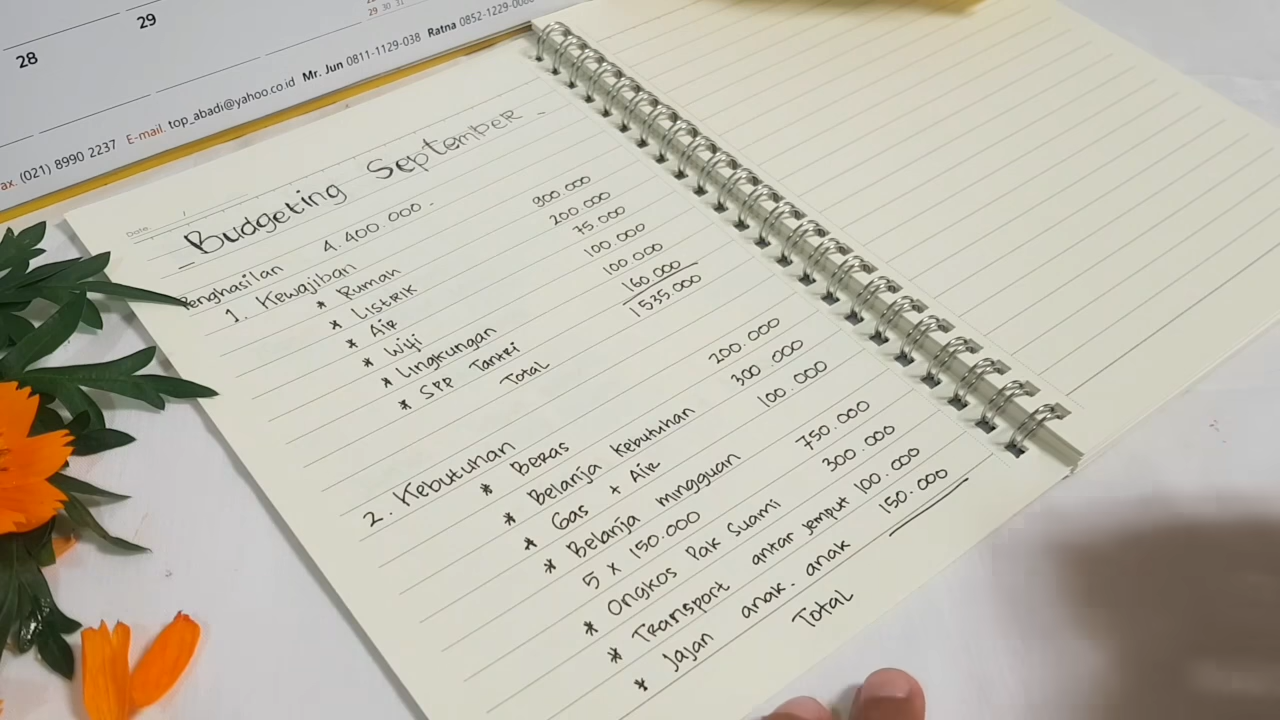 28
29
29 30 31
ax. (021) 8990 2237 E-mail. top_abadi@yahoo.co.id Mr. Jun 0811-1129-038 Ratna 0852-1229-00
Date
Budgeting September
Penghasilan 4.400.000.-
1. Kewajiban
* Rumah 900.000
* Listrik 200.000
* Air 75.000
* Wifi 100.000
* Lingkungan 100.000
* SPP Tantri 160.000
Total 1535.000
2. Kebutuhan
* Beras 200.000
* Belanja Kebutuhan 300.000
* Gas + Air 100.000
* Belanja mingguan
5 x 150.000 750.000
* Ongkos Pak Suami 300.000
* Transport antar jemput 100.000
* Jajan anak. anak 150.000
Total